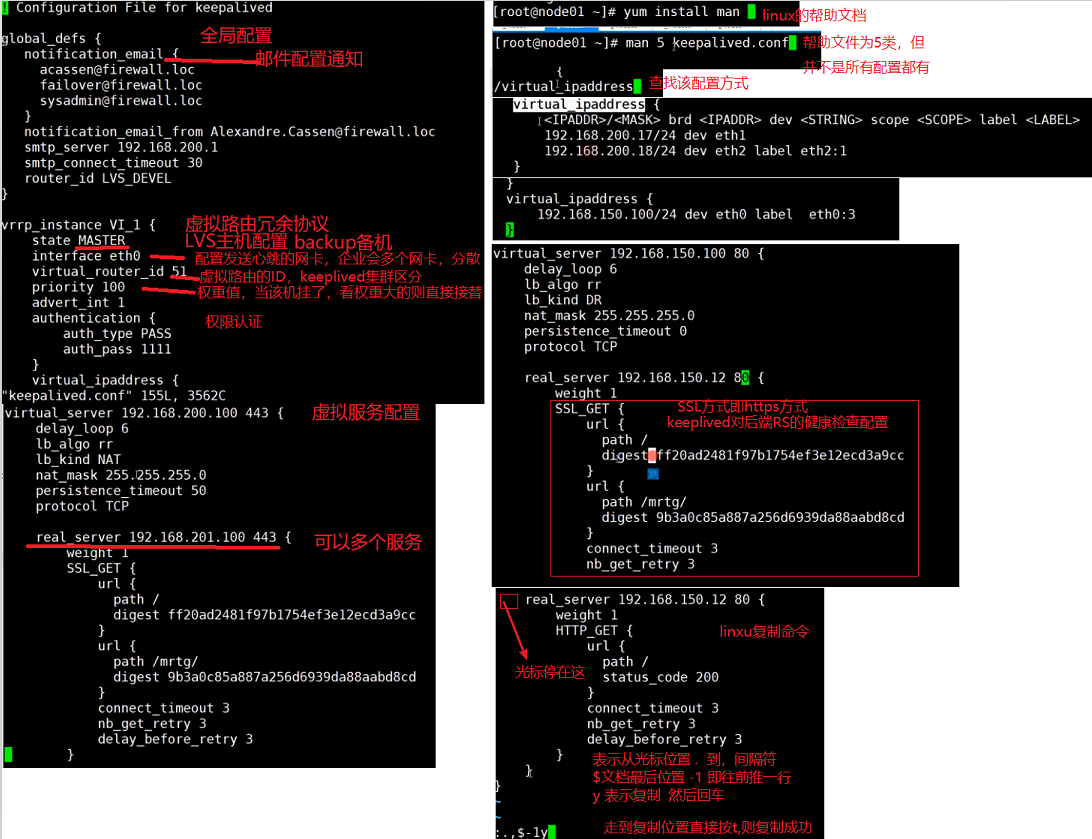 ! Configuration File for keepalived
global_defs {
全局配置
notification_email {
邮件配置通知
acassen@firewall.loc
failover@firewall.loc
sysadmin@firewall.loc
}
notification_email_from Alexandre.Cassen@firewall.loc
smtp_server 192.168.200.1
smtp_connect_timeout 30
router_id LVS_DEVEL
}
vrrp_instance VI_1 {
虚拟路由冗余协议
state MASTER
LVS主机配置 backup备机
interface eth0
配置发送心跳的网卡，企业会多个网卡，分散
virtual_router_id 51
虚拟路由的ID，keeplived集群区分
priority 100
权重值，当该机挂了，看权重大的则直接接替
advert_int 1
authentication {
权限认证
auth_type PASS
auth_pass 1111
}
virtual_ipaddress {
"keepalived.conf" 155L, 3562C
virtual_server 192.168.200.100 443 {
虚拟服务配置
delay_loop 6
lb_algo rr
lb_kind NAT
nat_mask 255.255.255.0
persistence_timeout 50
protocol TCP
real_server 192.168.201.100 443 {
可以多个服务
weight 1
SSL_GET {
url {
path /
digest ff20ad2481f97b1754ef3e12ecd3a9cc
}
url {
path /mrtg/
digest 9b3a0c85a887a256d6939da88aabd8cd
}
connect_timeout 3
nb_get_retry 3
delay_before_retry 3
}
[root@node01 ~]# yum install man
linux的帮助文档
[root@node01 ~]# man 5 keepalived.conf
帮助文件为5类，但
并不是所有配置都有
{
/virtual_ipaddress
查找该配置方式
virtual_ipaddress {
<IPADDR>/<MASK> brd <IPADDR> dev <STRING> scope <SCOPE> label <LABEL>
192.168.200.17/24 dev eth1
192.168.200.18/24 dev eth2 label eth2:1
}
}
virtual_ipaddress {
192.168.150.100/24 dev eth0 label  eth0:3
}
virtual_server 192.168.150.100 80 {
delay_loop 6
lb_algo rr
lb_kind DR
nat_mask 255.255.255.0
persistence_timeout 0
protocol TCP
real_server 192.168.150.12 80 {
weight 1
SSL_GET {
SSL方式即https方式
keeplived对后端RS的健康检查配置
url {
path /
digest ff20ad2481f97b1754ef3e12ecd3a9cc
}
url {
path /mrtg/
digest 9b3a0c85a887a256d6939da88aabd8cd
}
connect_timeout 3
nb_get_retry 3
real_server 192.168.150.12 80 {
weight 1
HTTP_GET {
linxu复制命令
url {
path /
光标停在这
status_code 200
}
connect_timeout 3
nb_get_retry 3
delay_before_retry 3
}
表示从光标位置 . 到，间隔符
}
$文档最后位置 -1 即往前推一行
}
y 表示复制  然后回车
~
~
:.,$-1y
走到复制位置直接按t,则复制成功